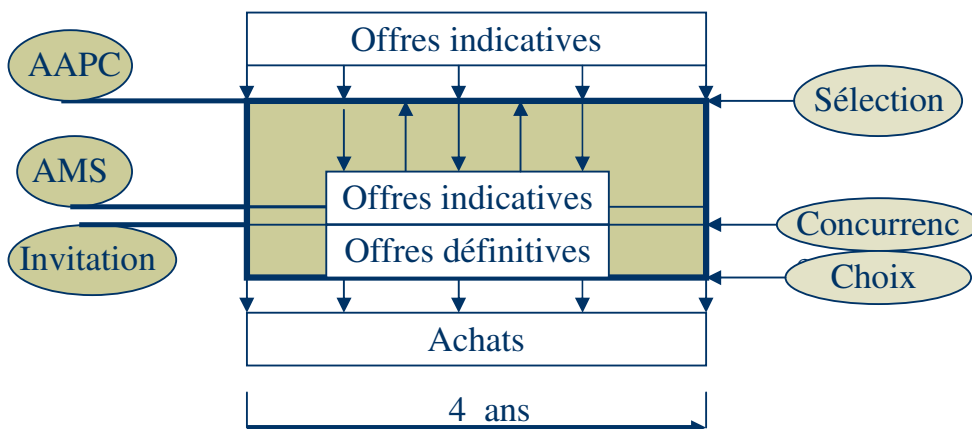 Offres indicatives
AAPC
Sélection
AMS
Offres indicatives
Concurrenc
Invitation
Offres définitives
Choix
Achats
4 ans